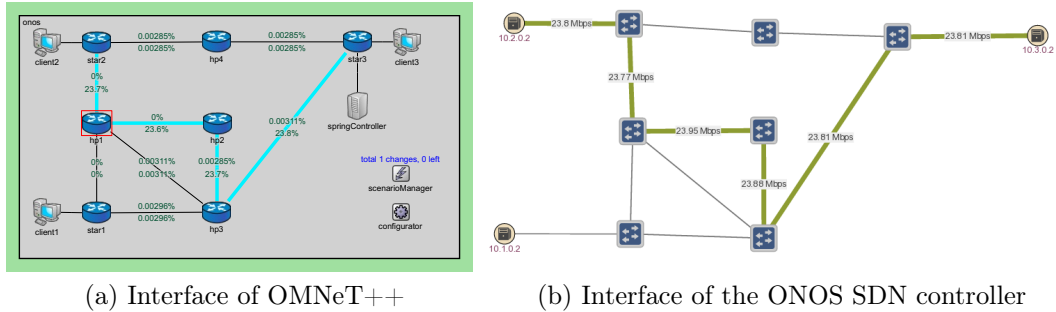 onos
client2
star2
0.00285%
0.00285%
hp4
0.00285%
0.00285%
star3
client3
0%
23.7%
hp1
0%
23.6%
hp2
0.00311%
23.8%
springController
0%
0%
0.00311%
0.00311%
0.00285%
23.7%
total 1 changes, 0 left
scenarioManager
client1
star1
0.00296%
0.00296%
hp3
configurator
10.2.0.2
23.8 Mbps
23.81 Mbps
10.3.0.2
23.77 Mbps
23.95 Mbps
23.81 Mbps
23.88 Mbps
10.1.0.2
(a) Interface of OMNeT++
(b) Interface of the ONOS SDN controller